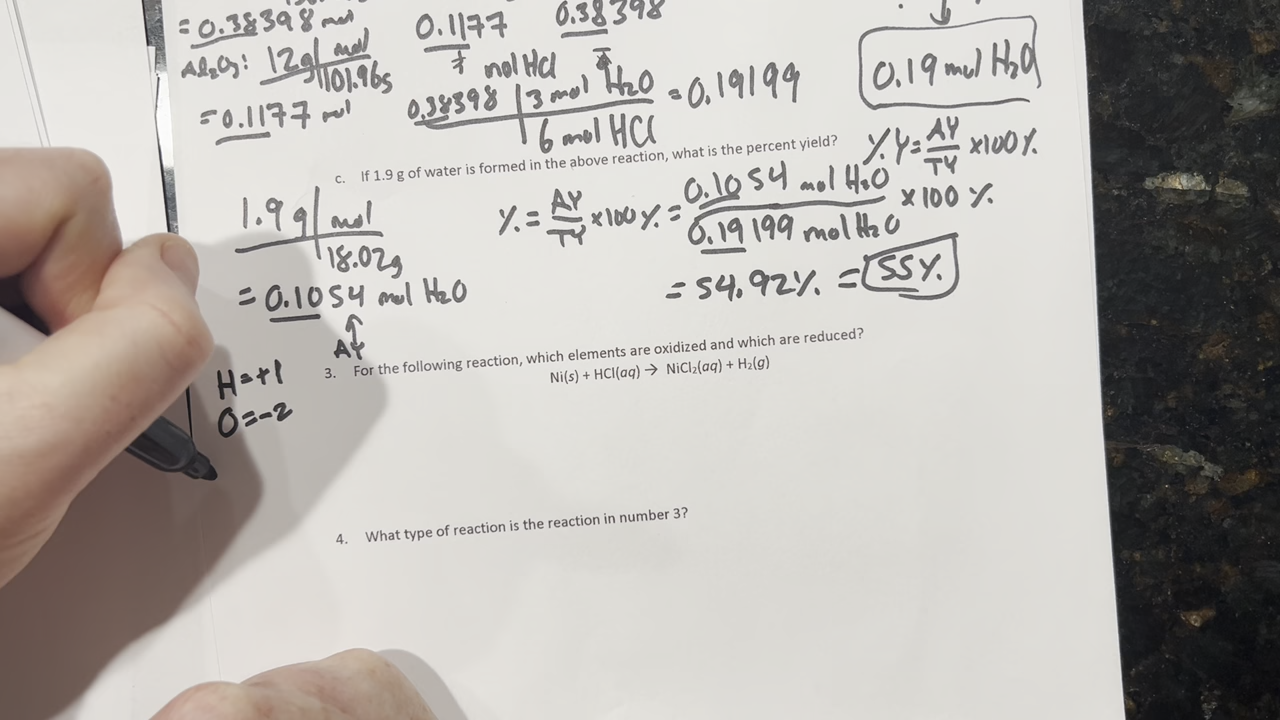 = 0.38398 mol
0.1177 0.38398
Al2O3: 12g | mol
101.96g
mol HCl
= 0.1177 mol
0.38398 | 3 mol H2O = 0.19199
6 mol HCl
0.19 mol H2O
c. If 1.9 g of water is formed in the above reaction, what is the percent yield?
% Y = AY/TY x100%
1.9 g | mol
18.02g
= 0.1054 mol H2O
AY
% = AY/TY x100% = 0.1054 mol H2O / 0.19199 mol H2O x 100 %
= 54.92% = 55%
3. For the following reaction, which elements are oxidized and which are reduced?
Ni(s) + HCl(aq) → NiCl2(aq) + H2(g)
H=+1
O=-2
4. What type of reaction is the reaction in number 3?